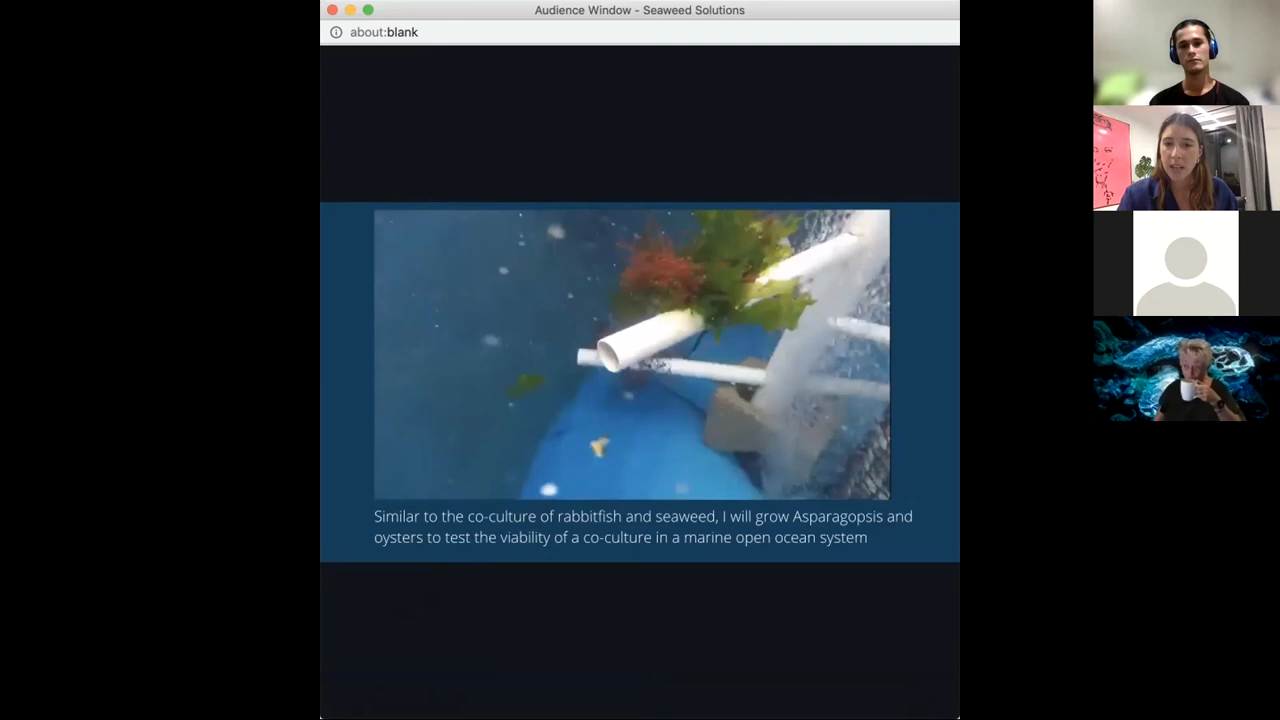 Audience Window - Seaweed Solutions
about:blank
Similar to the co-culture of rabbitfish and seaweed, I will grow Asparagopsis and
oysters to test the viability of a co-culture in a marine open ocean system